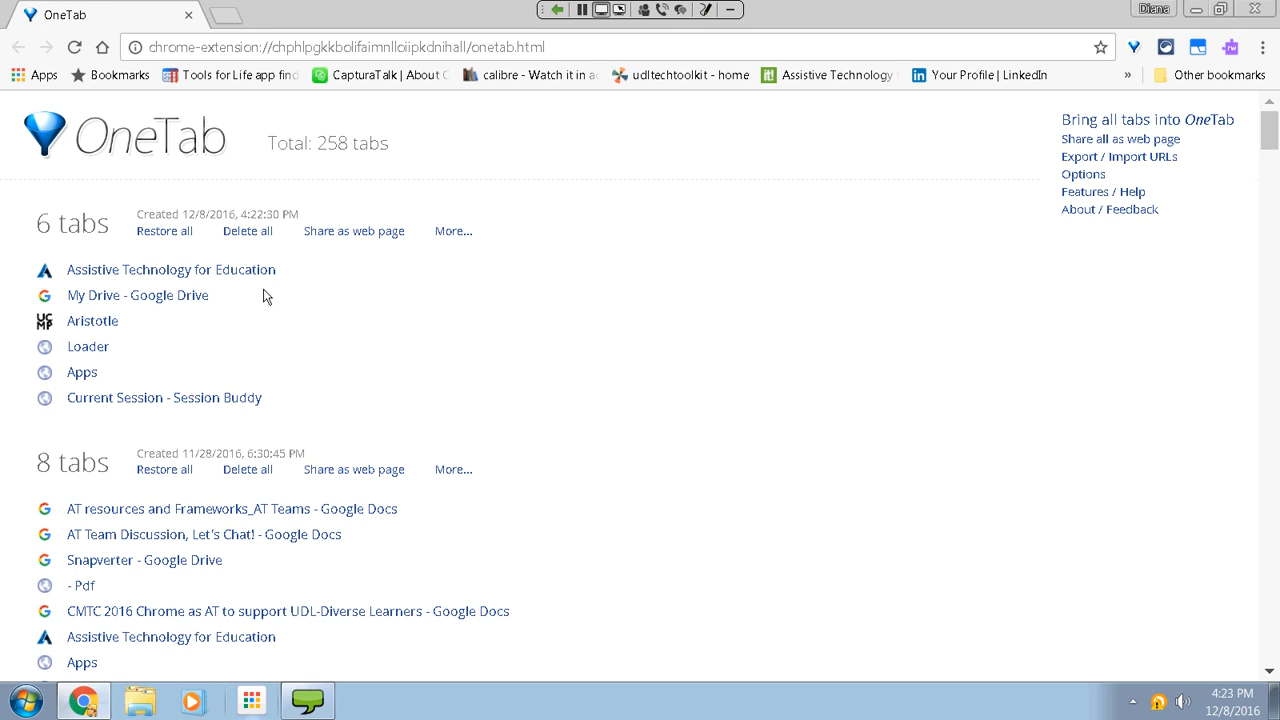 OneTab
Diana
chrome-extension://chphlpgkkbolifaimnlloiipkdnihall/onetab.html
Apps Bookmarks Tools for Life app find CapturaTalk | About C calibre - Watch it in ac udltechtoolkit - home Assistive Technology Your Profile | LinkedIn » Other bookmarks
OneTab Total: 258 tabs
Bring all tabs into OneTab
Share all as web page
Export / Import URLs
Options
Features / Help
About / Feedback
6 tabs Created 12/8/2016, 4:22:30 PM
Restore all Delete all Share as web page More...
Assistive Technology for Education
My Drive - Google Drive
UC MP Aristotle
Loader
Apps
Current Session - Session Buddy
8 tabs Created 11/28/2016, 6:30:45 PM
Restore all Delete all Share as web page More...
AT resources and Frameworks_AT Teams - Google Docs
AT Team Discussion, Let's Chat! - Google Docs
Snapverter - Google Drive
- Pdf
CMTC 2016 Chrome as AT to support UDL-Diverse Learners - Google Docs
Assistive Technology for Education
Apps
4:23 PM
12/8/2016